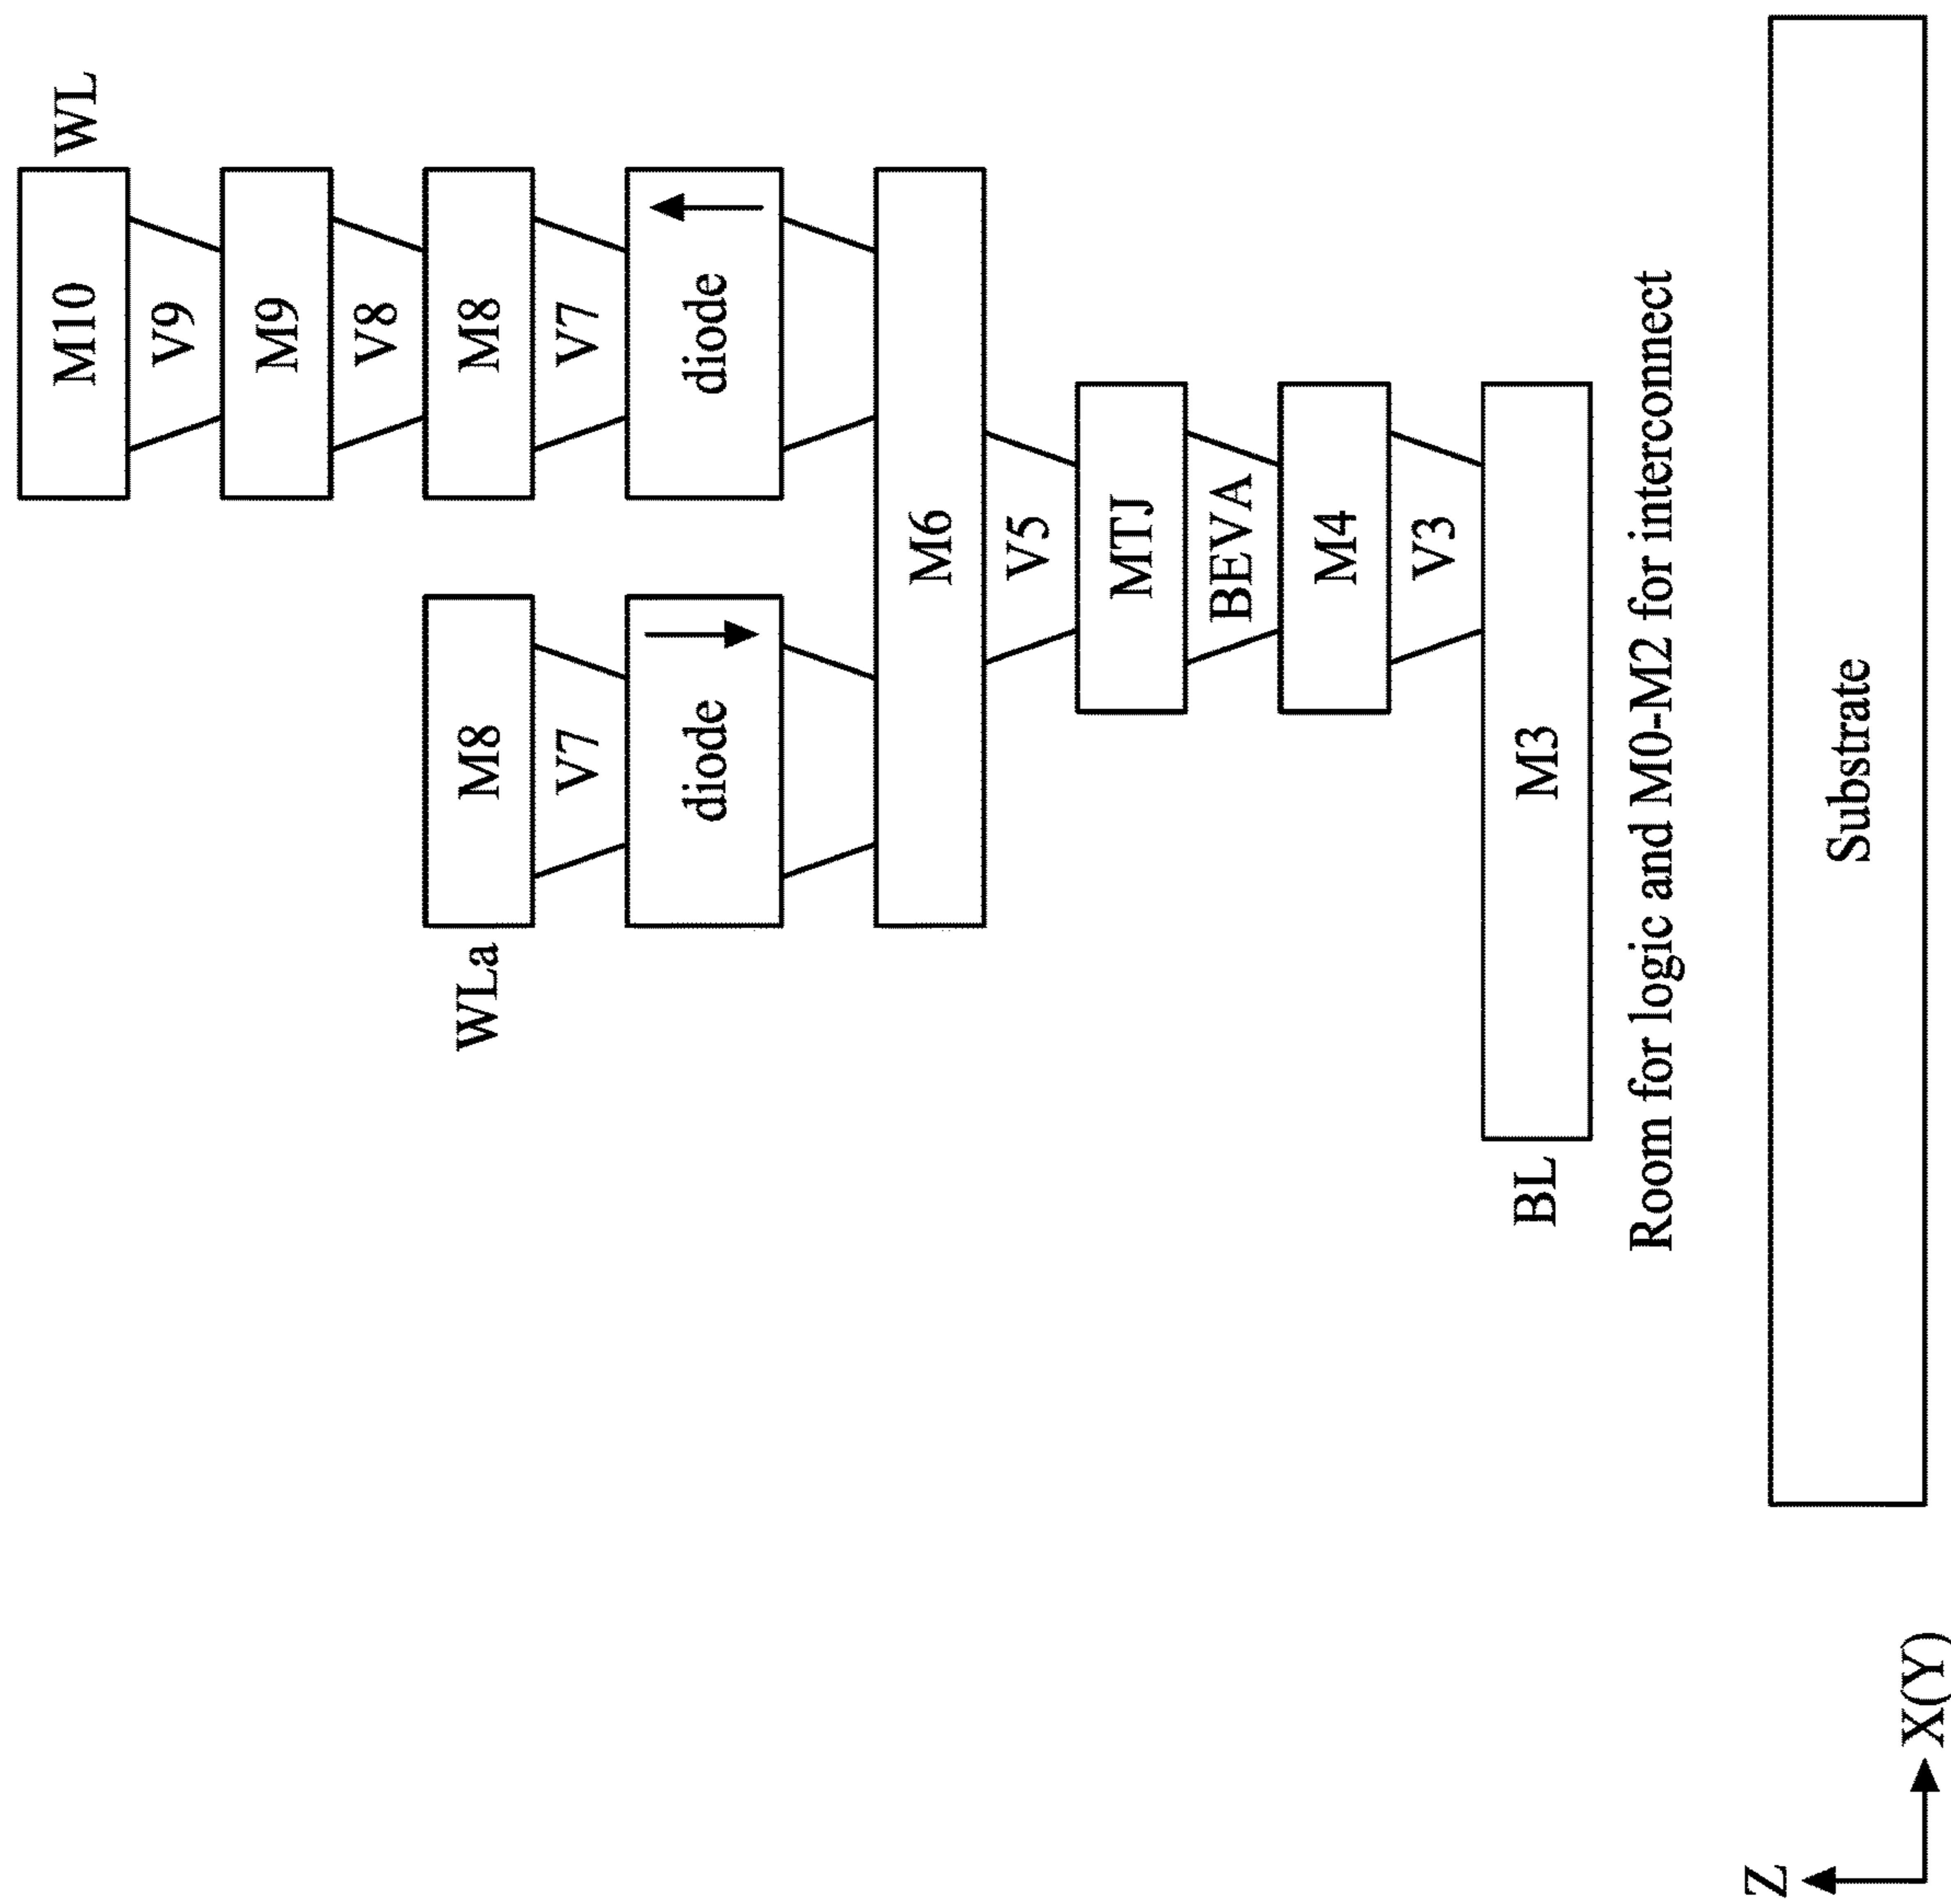 M10 WL
V9
M9
V8
WLa M8 M8
V7 V7
diode diode
M6
V5
MTJ
BEVA
M4
V3
BL M3
Room for logic and M0-M2 for interconnect
Z
Substrate
X(Y)